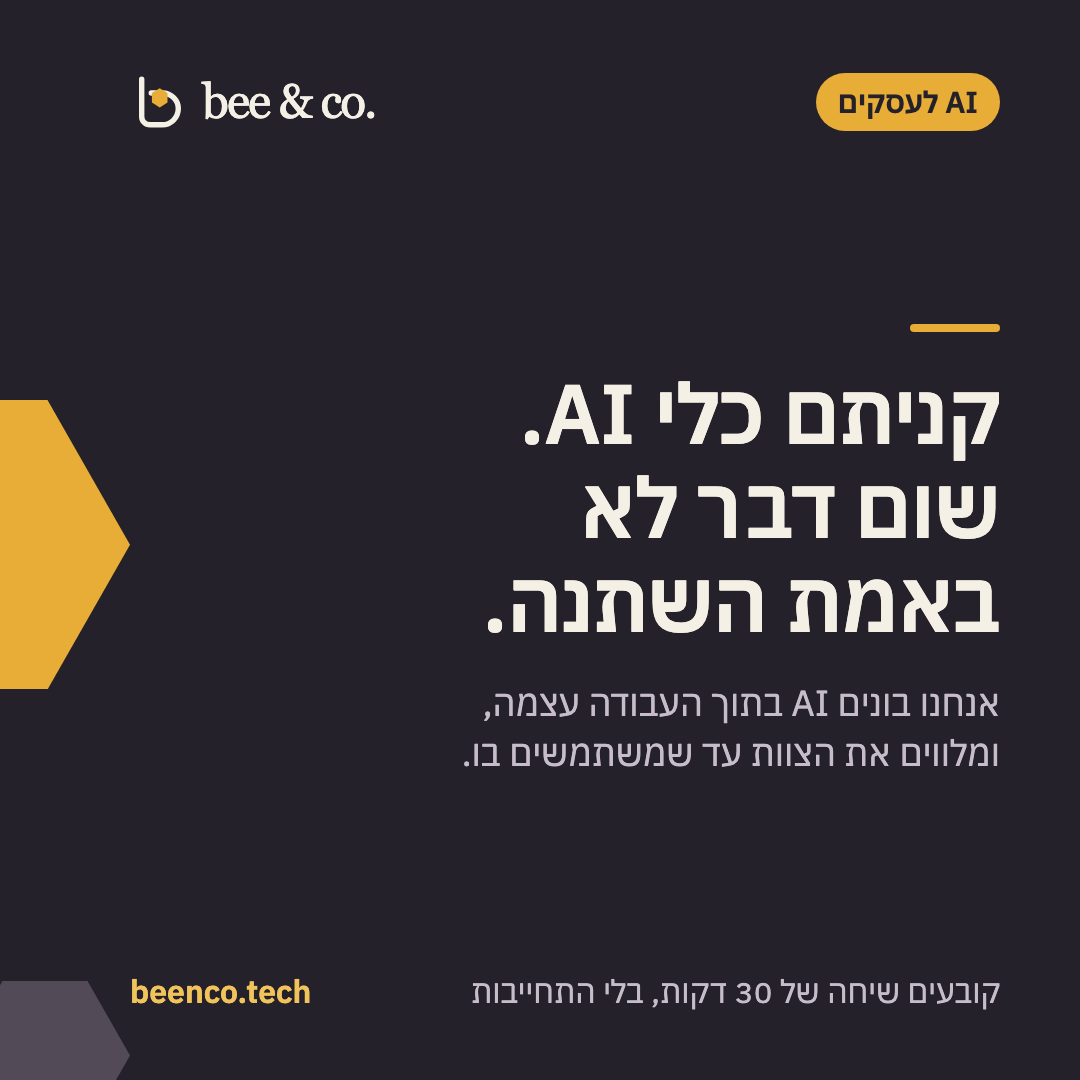 AI לעסקים
bee & co.
קניתם כלי AI.
שום דבר לא
באמת השתנה.
אנחנו בונים AI בתוך העבודה עצמה,
ומלווים את הצוות עד שמשתמשים בו.
קובעים שיחה של 30 דקות, בלי התחייבות
beenco.tech